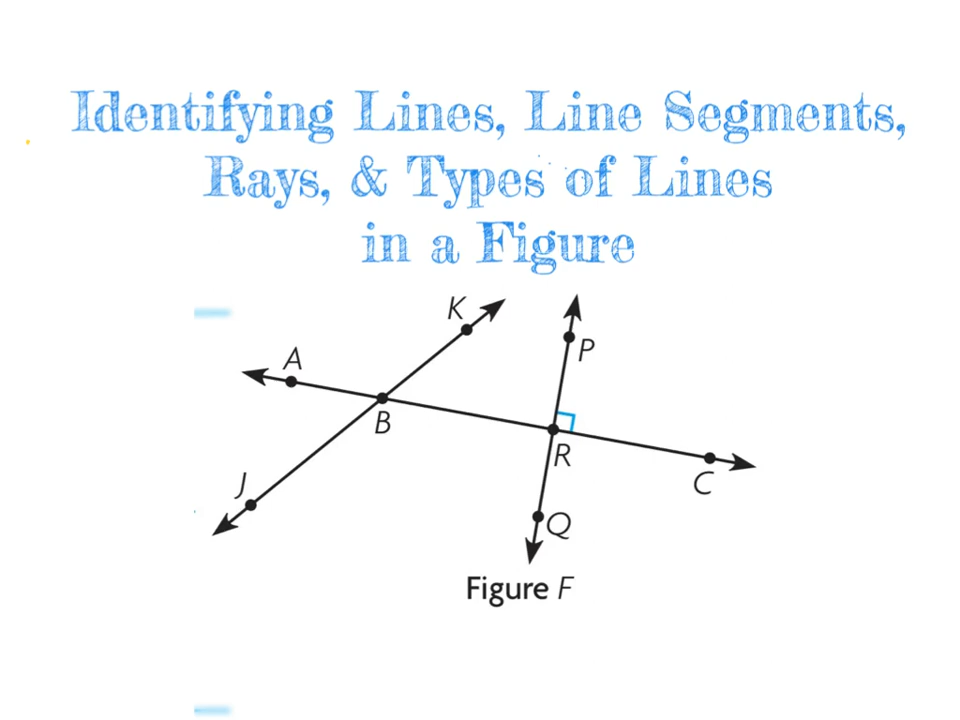 Identifying Lines, Line Segments,
Rays, & Types of Lines
in a Figure
K
P
A
B
R
J
C
Q
Figure F